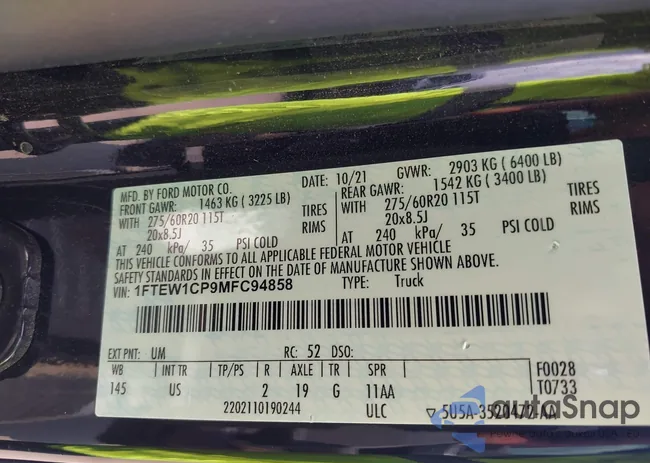 MFD. BY FORD MOTOR CO.
DATE: 10/21 GVWR: 2903 KG ( 6400 LB)
FRONT GAWR: 1463 KG ( 3225 LB) REAR GAWR: 1542 KG ( 3400 LB)
WITH 275/60R20 115T TIRES WITH 275/60R20 115T TIRES
20x8.5J RIMS 20x8.5J RIMS
AT 240 kPa/ 35 PSI COLD AT 240 kPa/ 35 PSI COLD
THIS VEHICLE CONFORMS TO ALL APPLICABLE FEDERAL MOTOR VEHICLE
SAFETY STANDARDS IN EFFECT ON THE DATE OF MANUFACTURE SHOWN ABOVE.
VIN: 1FTEW1CP9MFC94858 TYPE: Truck
EXT PNT: UM RC: 52 DSO: F0028
WB INT TR TP/PS R AXLE TR SPR T0733
145 US 2 19 G 11AA
2202110190244 ULC 5U5A-3520472-AA
autaSnap